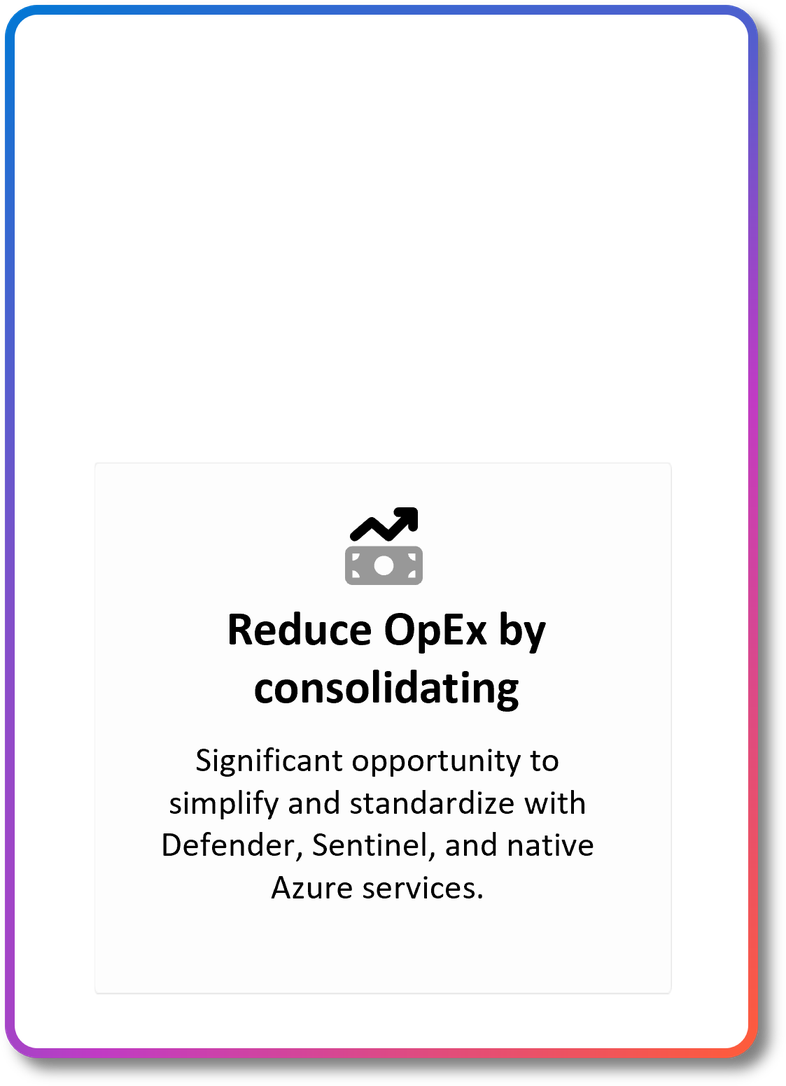 Reduce OpEx by
consolidating
Significant opportunity to
simplify and standardize with
Defender, Sentinel, and native
Azure services.